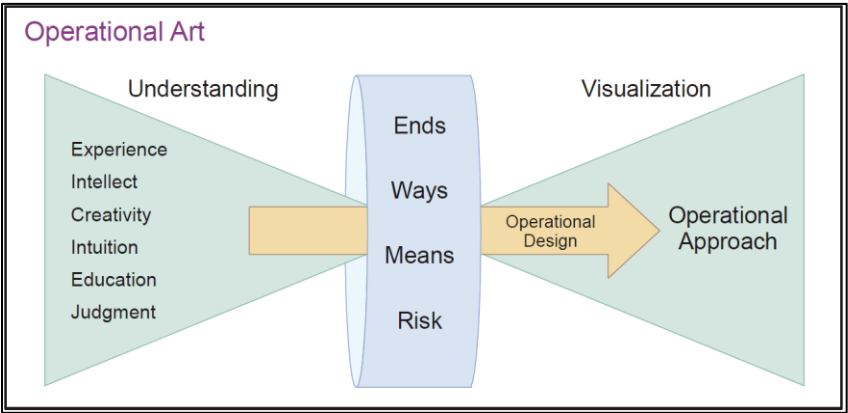 Operational Art
Understanding
Experience
Intellect
Creativity
Intuition
Education
Judgment
Ends
Ways
Means
Risk
Visualization
Operational
Design
Operational
Approach